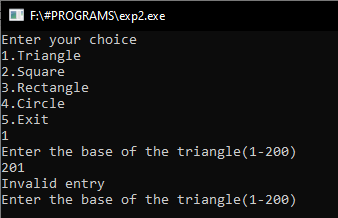 F:\#PROGRAMS\exp2.exe
Enter your choice
1.Triangle
2.Square
3.Rectangle
4.Circle
5.Exit
1
Enter the base of the triangle(1-200)
201
Invalid entry
Enter the base of the triangle(1-200)